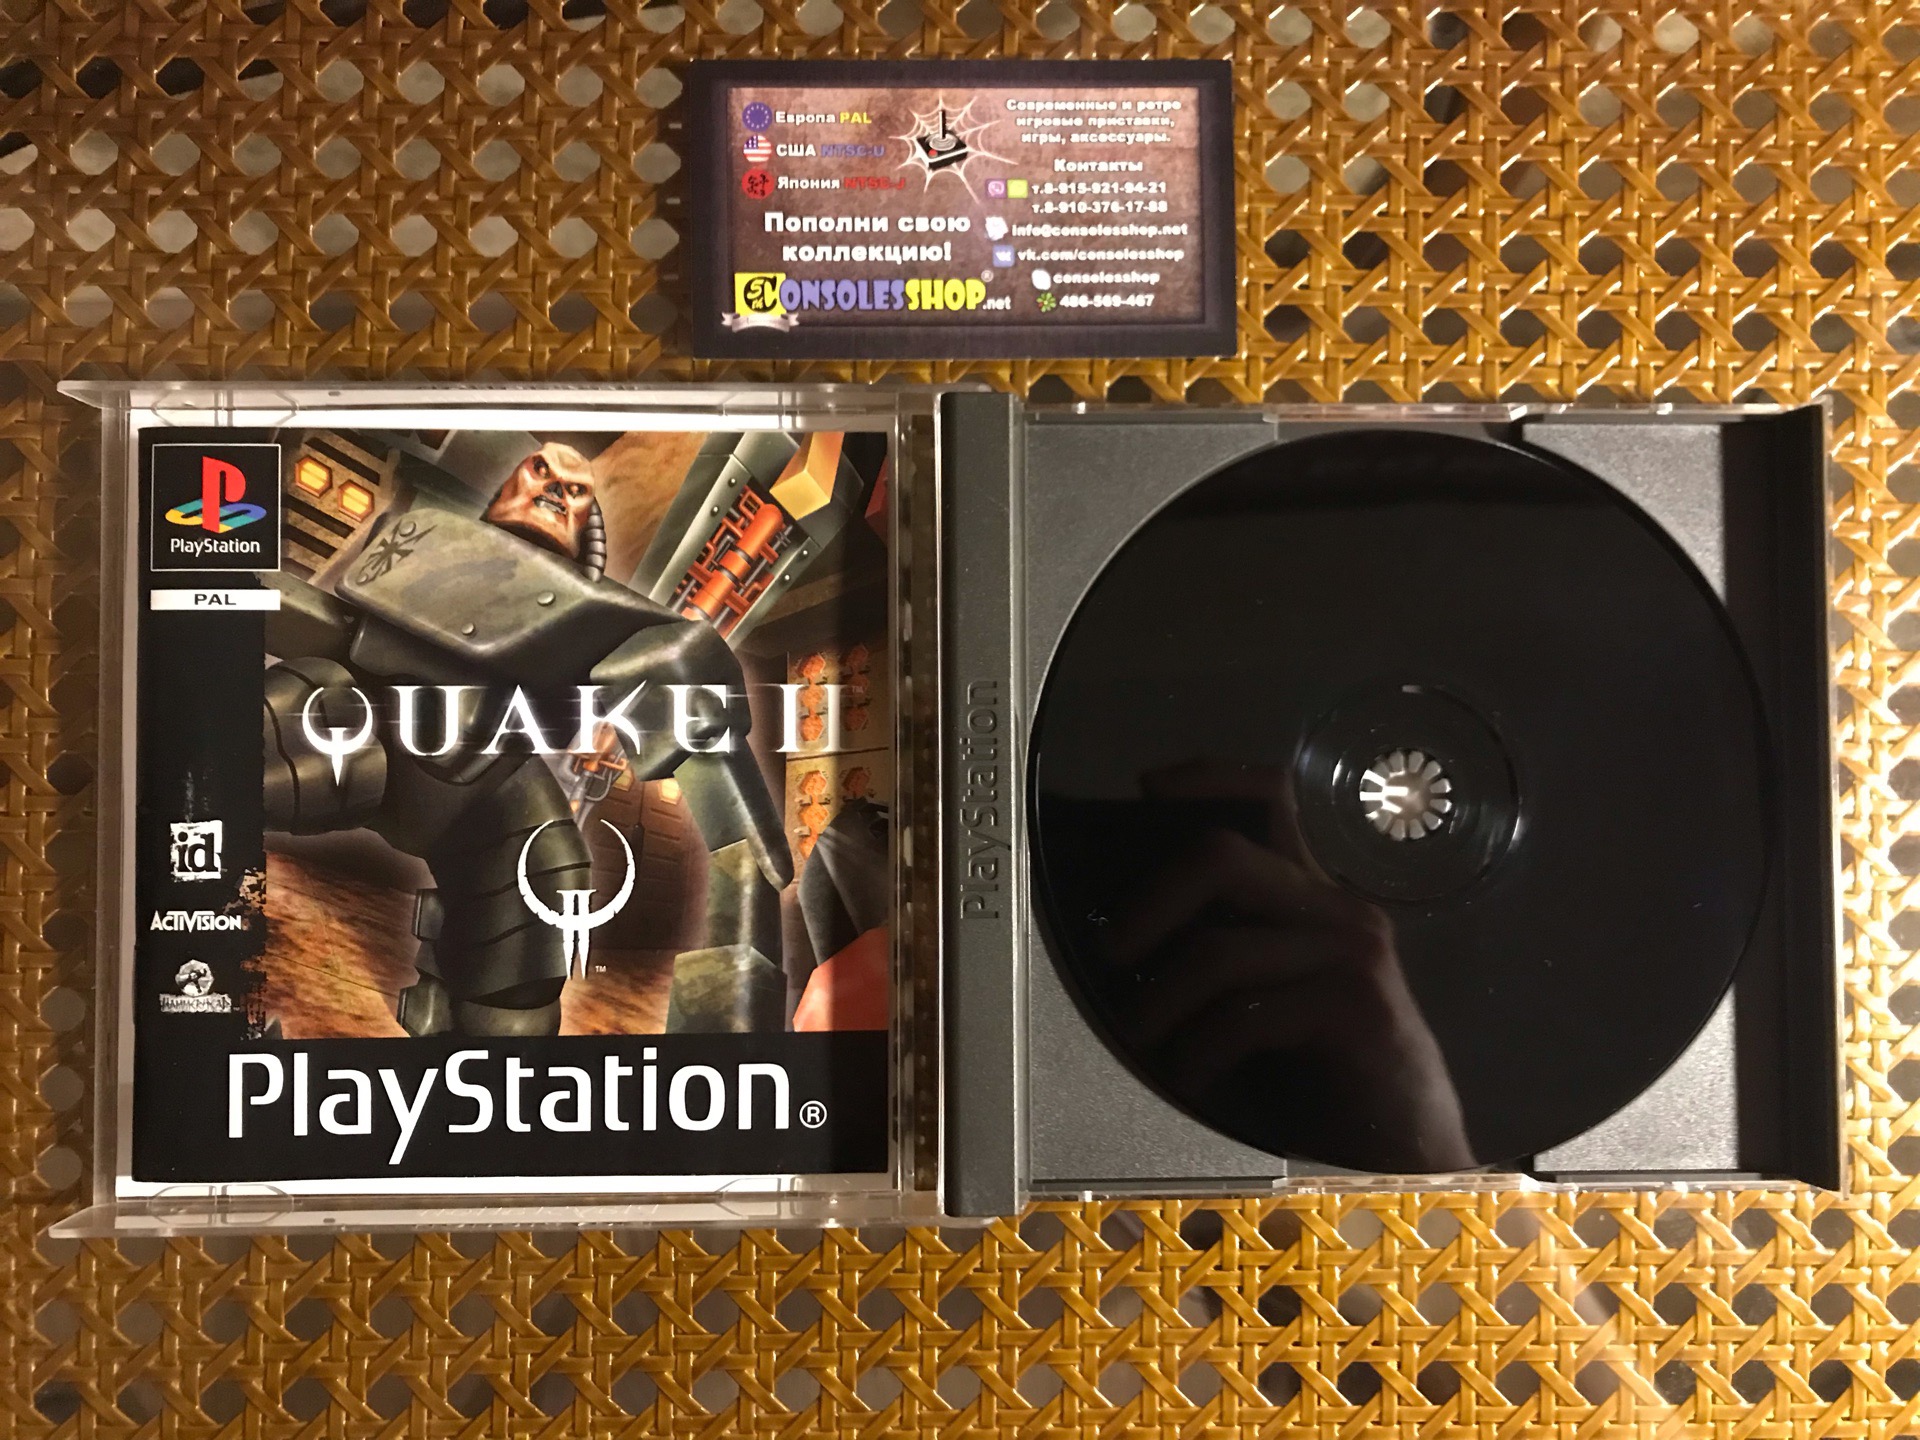 Европа PAL
США NTSC-U
Япония NTSC-J
Пополни свою
коллекцию!
CONSOLESSHOP.net
Современные и ретро
игровые приставки,
игры, аксессуары.
Контакты
т.8-915-921-94-21
т.8-910-376-17-88
info@consolesshop.net
vk.com/consolesshop
consolesshop
486-569-467
PlayStation
PAL
QUAKE II
id
ACTIVISION
HAMMERHEAD
PlayStation®
PlayStation